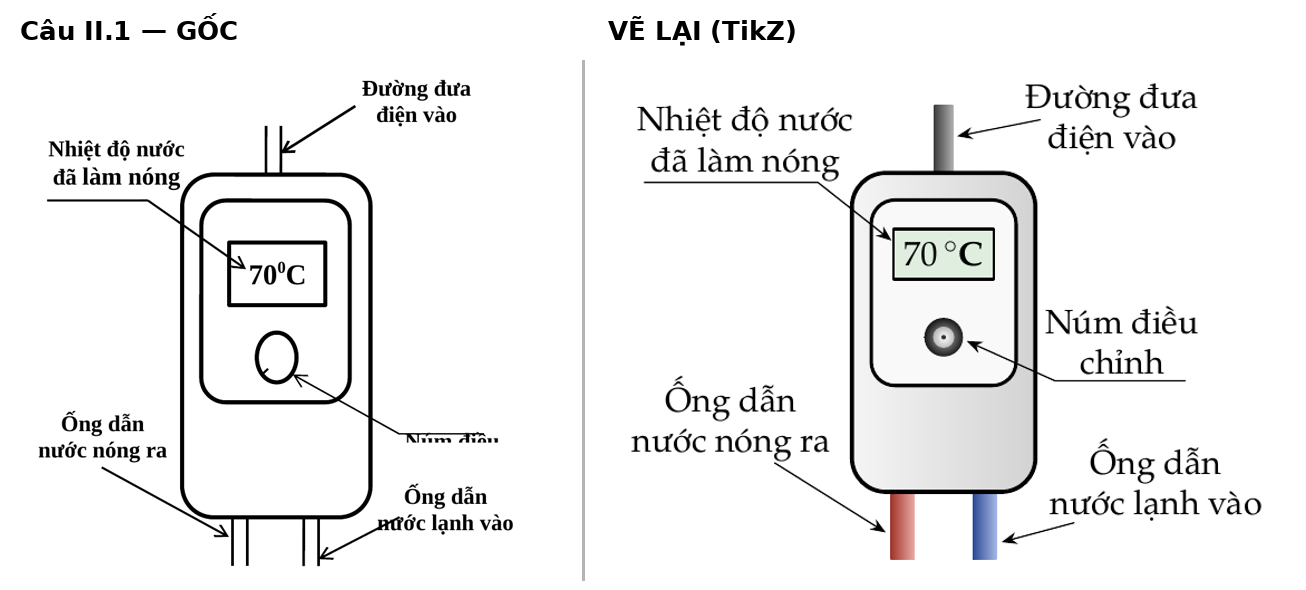 Câu II.1 — GỐC
Đường đưa
điện vào
Nhiệt độ nước
đã làm nóng
70⁰C
Núm điều
Ống dẫn
nước nóng ra
Ống dẫn
nước lạnh vào
VẼ LẠI (TikZ)
Đường đưa
điện vào
Nhiệt độ nước
đã làm nóng
70 °C
Núm điều
chỉnh
Ống dẫn
nước nóng ra
Ống dẫn
nước lạnh vào